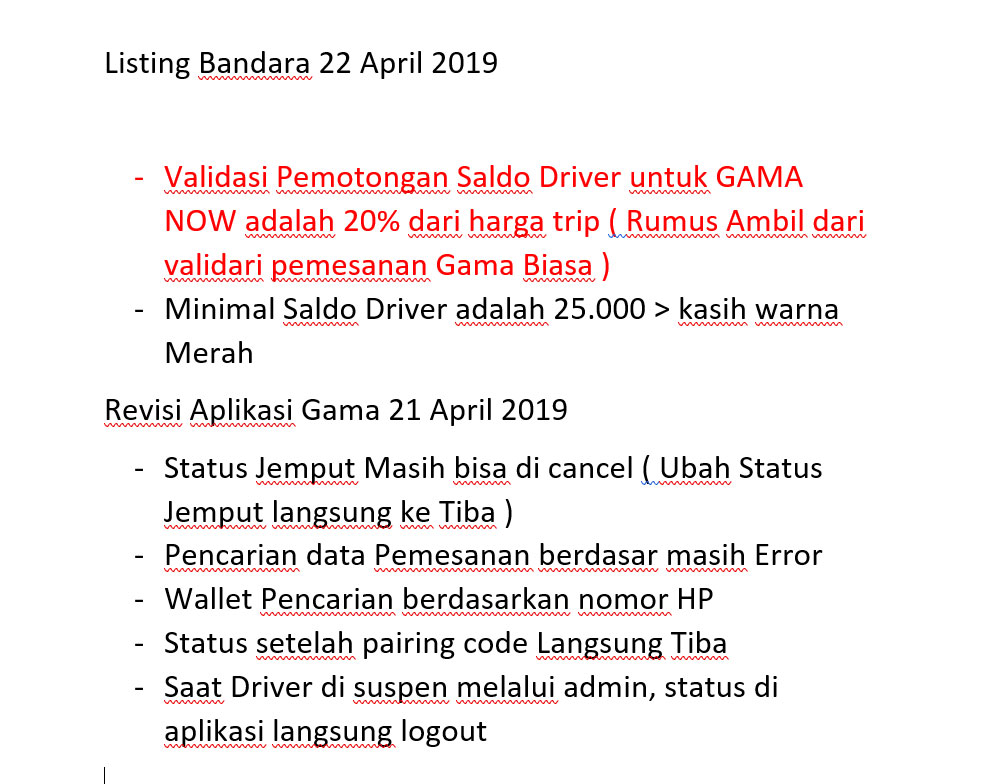 Listing Bandara 22 April 2019
- Validasi Pemotongan Saldo Driver untuk GAMA
NOW adalah 20% dari harga trip ( Rumus Ambil dari
validari pemesanan Gama Biasa )
- Minimal Saldo Driver adalah 25.000 > kasih warna
Merah
Revisi Aplikasi Gama 21 April 2019
- Status Jemput Masih bisa di cancel ( Ubah Status
Jemput langsung ke Tiba )
- Pencarian data Pemesanan berdasar masih Error
- Wallet Pencarian berdasarkan nomor HP
- Status setelah pairing code Langsung Tiba
- Saat Driver di suspen melalui admin, status di
aplikasi langsung logout